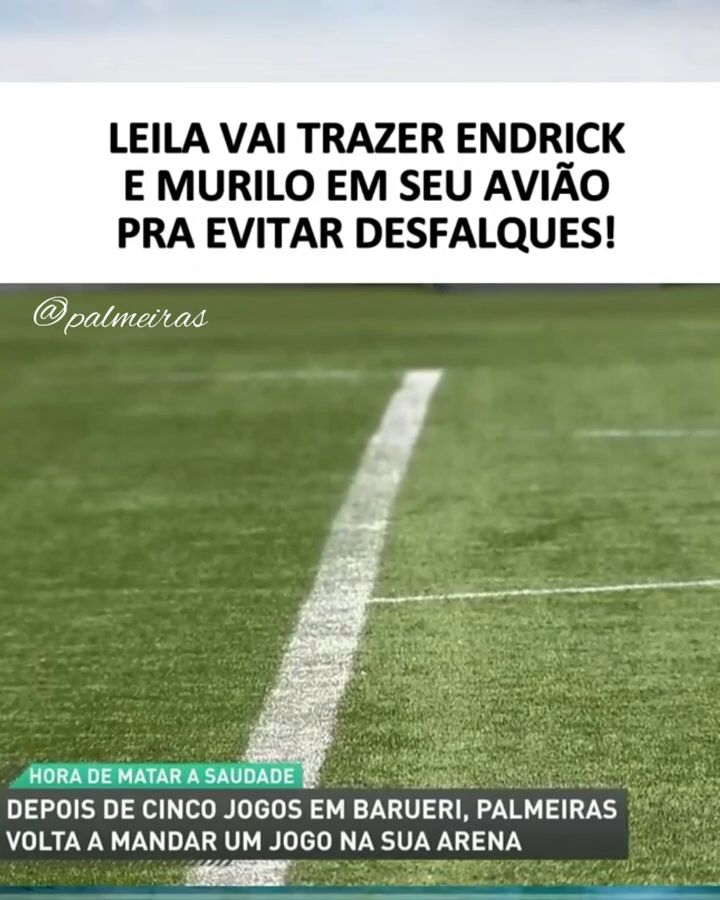 LEILA VAI TRAZER ENDRICK
E MURILO EM SEU AVIÃO
PRA EVITAR DESFALQUES!
@palmeiras
HORA DE MATAR A SAUDADE
DEPOIS DE CINCO JOGOS EM BARUERI, PALMEIRAS
VOLTA A MANDAR UM JOGO NA SUA ARENA